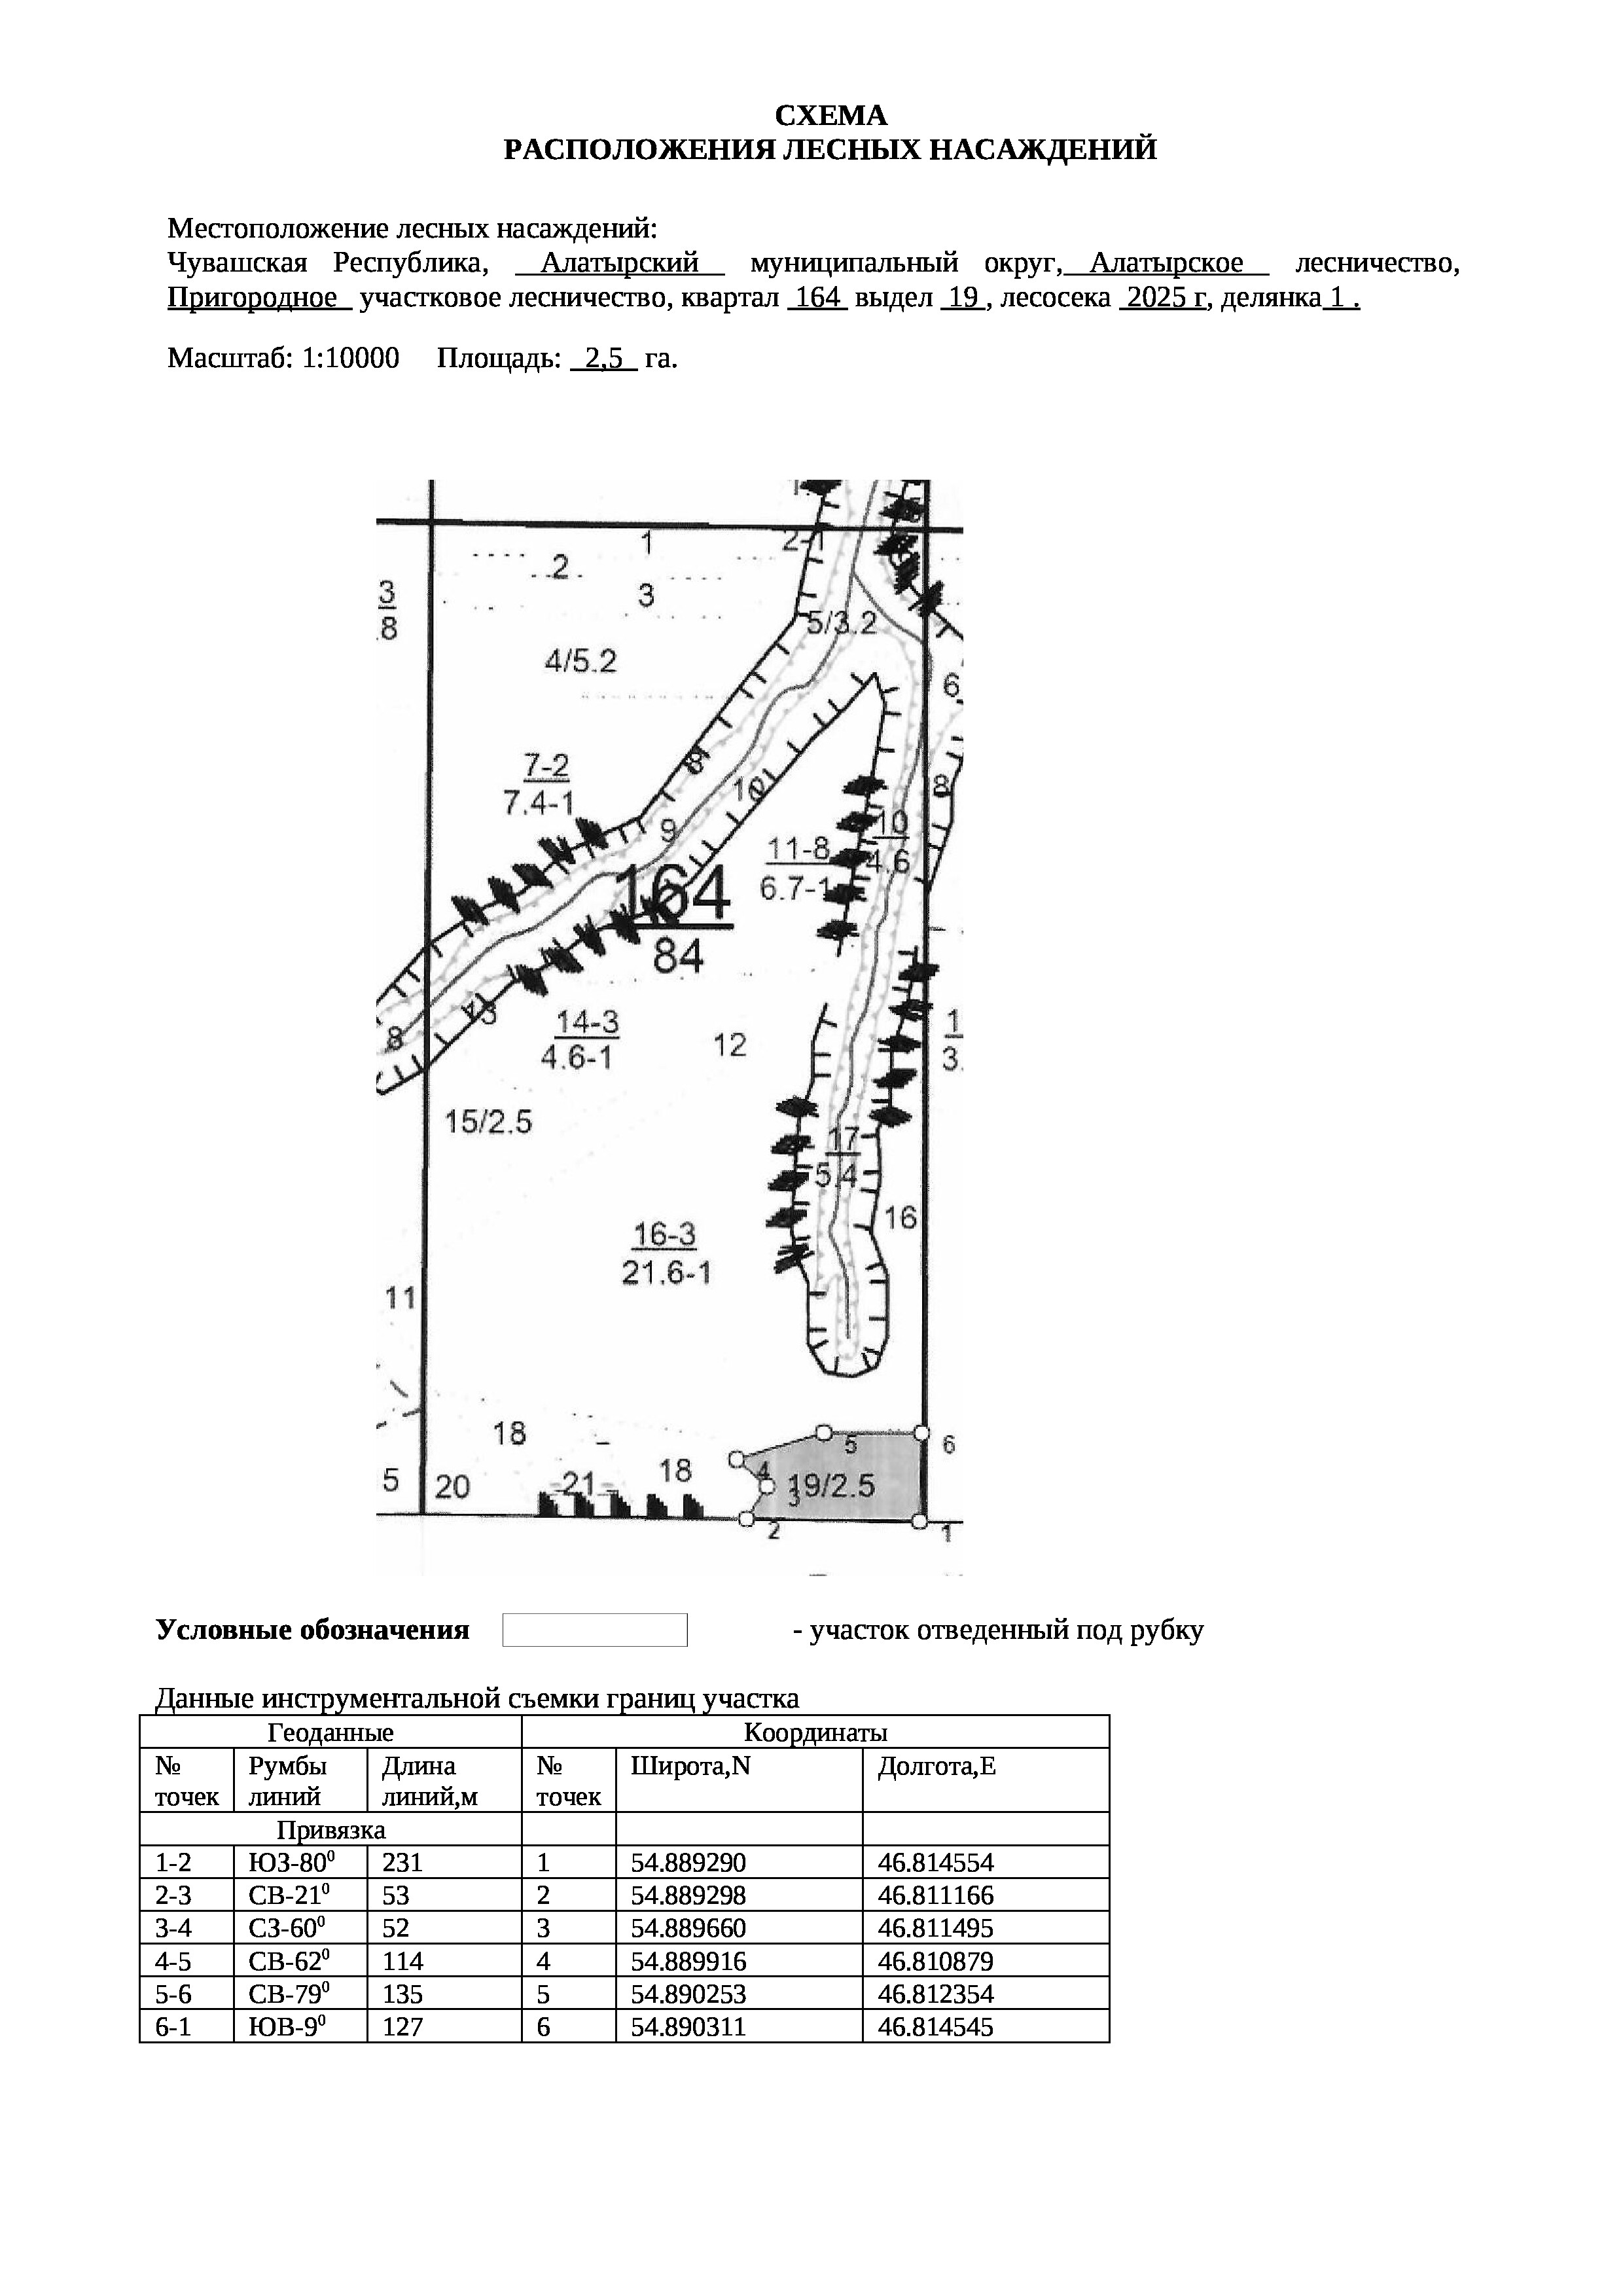 СХЕМА
РАСПОЛОЖЕНИЯ ЛЕСНЫХ НАСАЖДЕНИЙ
Местоположение лесных насаждений:
Чувашская Республика, Алатырский муниципальный округ, Алатырское лесничество,
Пригородное участковое лесничество, квартал 164 выдел 19 , лесосека 2025 г, делянка 1 .
Масштаб: 1:10000 Площадь: 2,5 га.
1
2-1
2
3
3
8
5/3.2
4/5.2
6
7-2
7.4-1
8
10
8
9
10
4.6
11-8
6.7-1
164
84
13
8
14-3
4.6-1
12
1
3.
15/2.5
17
5.4
16
16-3
21.6-1
11
18
5
6
5
20
21
18
4
3
19/2.5
2
1
Условные обозначения - участок отведенный под рубку
Данные инструментальной съемки границ участка
Геоданные Координаты
№ точек Румбы линий Длина линий,м № точек Широта,N Долгота,E
Привязка
1-2 ЮЗ-80⁰ 231 1 54.889290 46.814554
2-3 СВ-21⁰ 53 2 54.889298 46.811166
3-4 СЗ-60⁰ 52 3 54.889660 46.811495
4-5 СВ-62⁰ 114 4 54.889916 46.810879
5-6 СВ-79⁰ 135 5 54.890253 46.812354
6-1 ЮВ-9⁰ 127 6 54.890311 46.814545